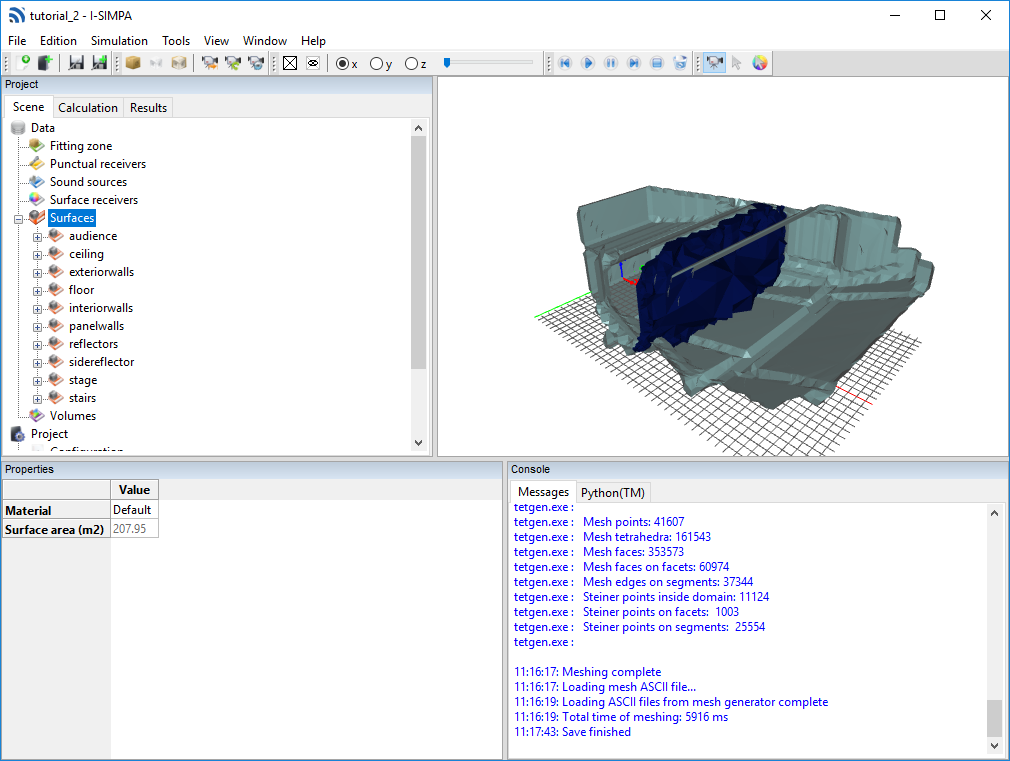 tutorial_2 - I-SIMPA
File Edition Simulation Tools View Window Help
x y z
Project
Scene Calculation Results
Data
Fitting zone
Punctual receivers
Sound sources
Surface receivers
Surfaces
audience
ceiling
exteriorwalls
floor
interiorwalls
panelwalls
reflectors
sidereflector
stage
stairs
Volumes
Project
Configuration
Properties
Value
Material Default
Surface area (m2) 207.95
Console
Messages Python(TM)
tetgen.exe :
tetgen.exe : Mesh points: 41607
tetgen.exe : Mesh tetrahedra: 161543
tetgen.exe : Mesh faces: 353573
tetgen.exe : Mesh faces on facets: 60974
tetgen.exe : Mesh edges on segments: 37344
tetgen.exe : Steiner points inside domain: 11124
tetgen.exe : Steiner points on facets: 1003
tetgen.exe : Steiner points on segments: 25554
tetgen.exe :
11:16:17: Meshing complete
11:16:17: Loading mesh ASCII file...
11:16:19: Loading ASCII files from mesh generator complete
11:16:19: Total time of meshing: 5916 ms
11:17:43: Save finished